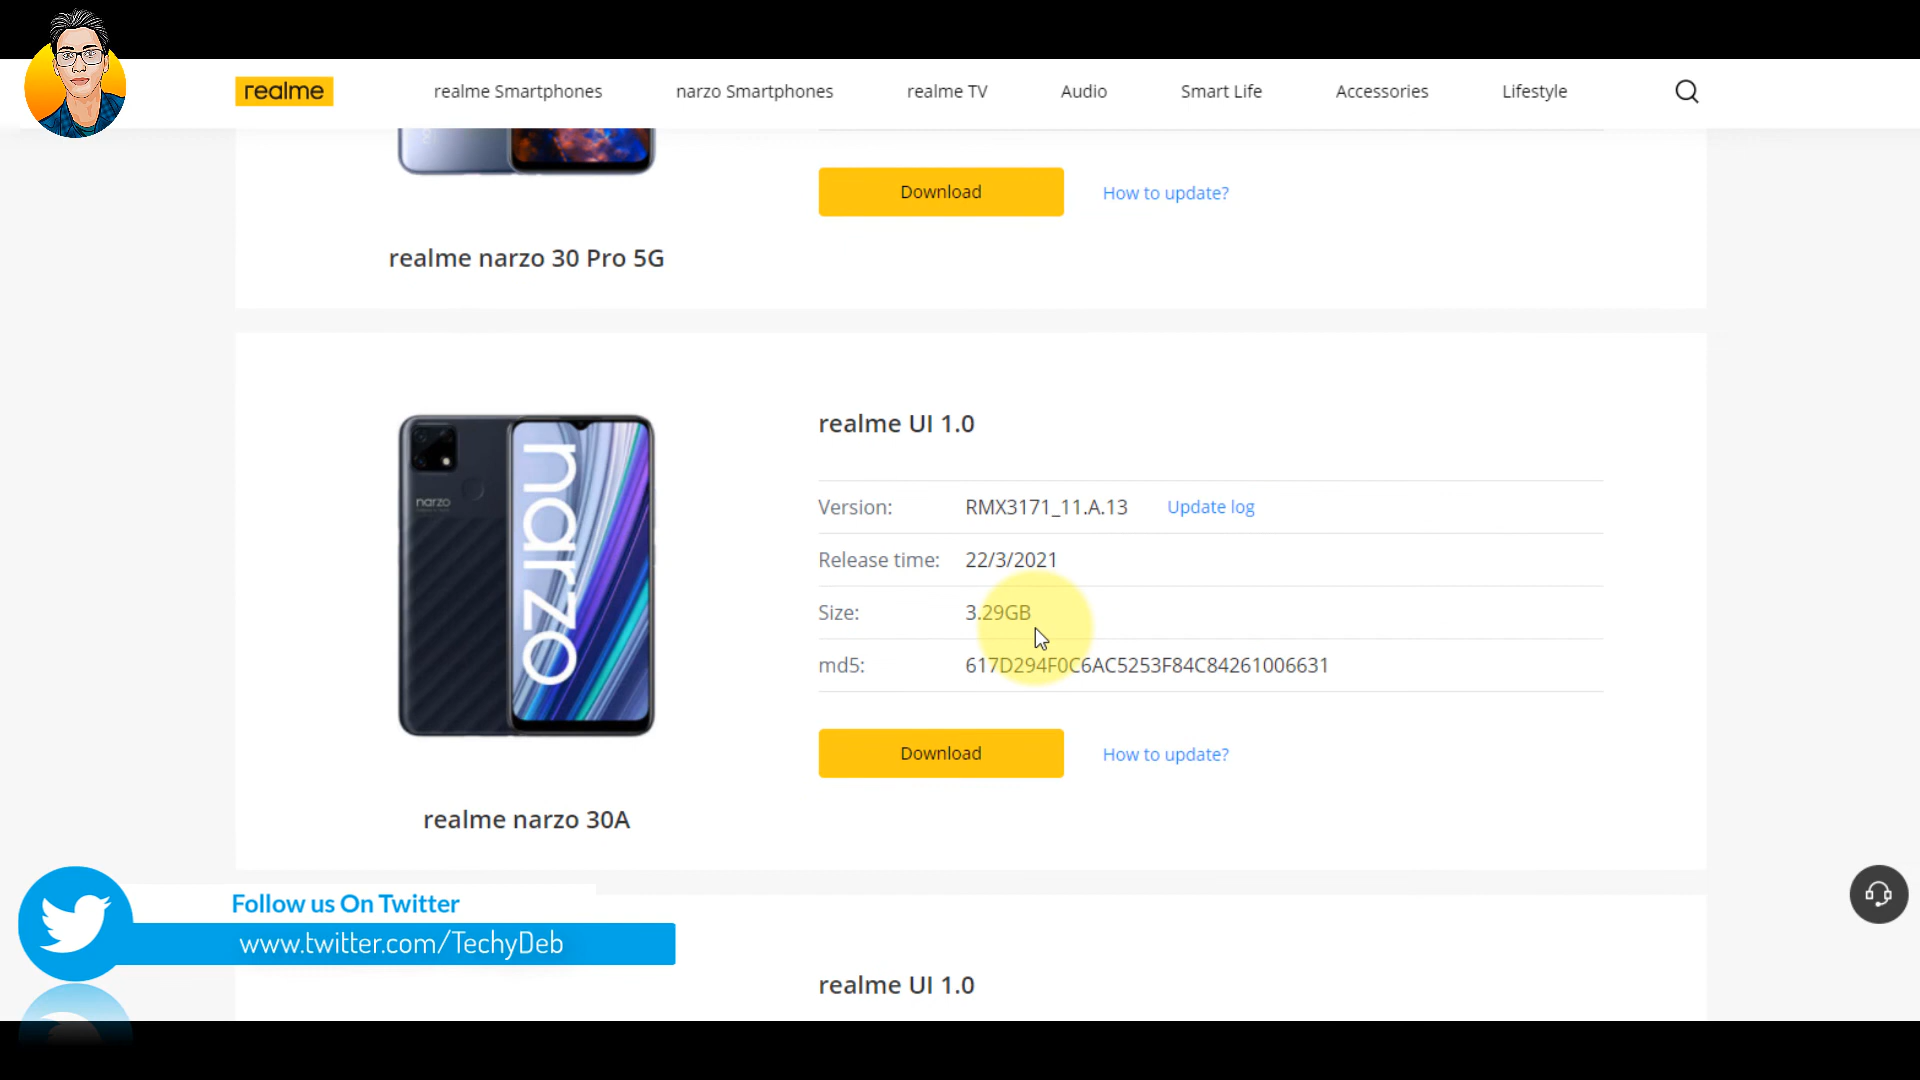 realme
realme Smartphones
narzo Smartphones
realme TV
Audio
Smart Life
Accessories
Lifestyle
Download
How to update?
realme narzo 30 Pro 5G
narzo
narzo
realme narzo 30A
realme UI 1.0
Version: RMX3171_11.A.13 Update log
Release time: 22/3/2021
Size: 3.29GB
md5: 617D294F0C6AC5253F84C84261006631
Download
How to update?
Follow us On Twitter
www.twitter.com/TechyDeb
realme UI 1.0